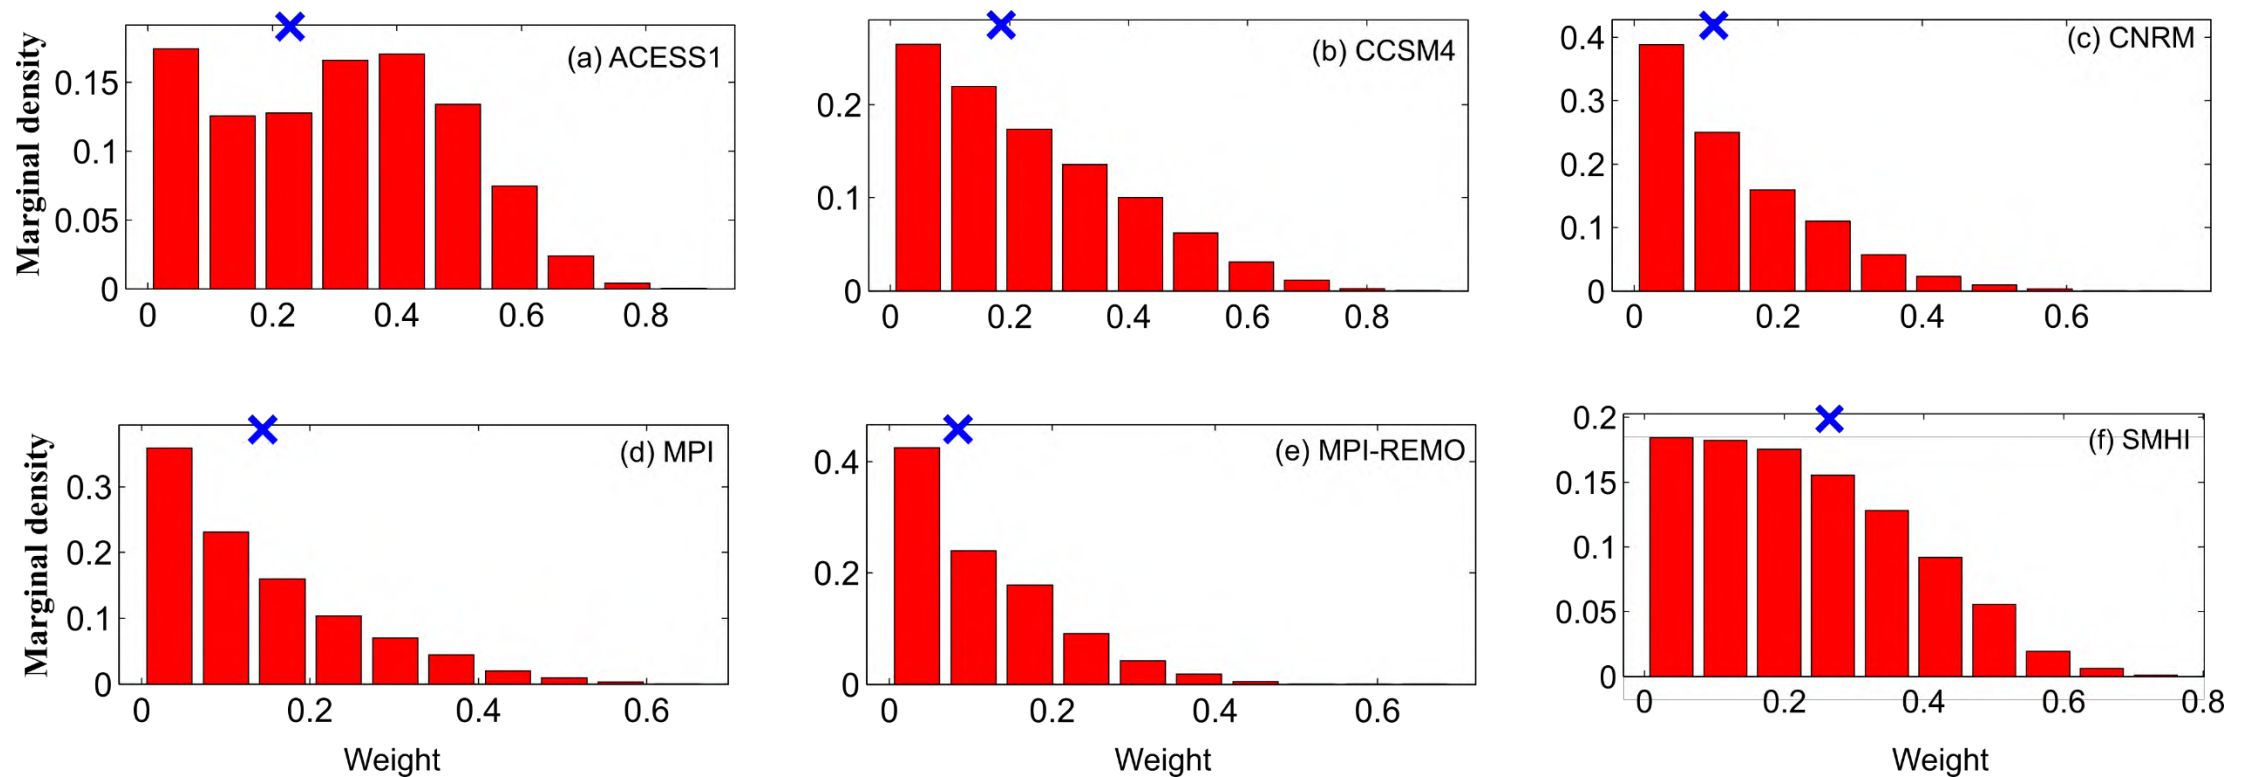 Marginal density
0.15
0.1
0.05
0
0 0.2 0.4 0.6 0.8
(a) ACESS1
0.2
0.1
0
0 0.2 0.4 0.6 0.8
(b) CCSM4
0.4
0.3
0.2
0.1
0
0 0.2 0.4 0.6
(c) CNRM
Marginal density
0.3
0.2
0.1
0
0 0.2 0.4 0.6
(d) MPI
Weight
0.4
0.2
0
0 0.2 0.4 0.6
(e) MPI-REMO
Weight
0.2
0.15
0.1
0.05
0
0 0.2 0.4 0.6 0.8
(f) SMHI
Weight